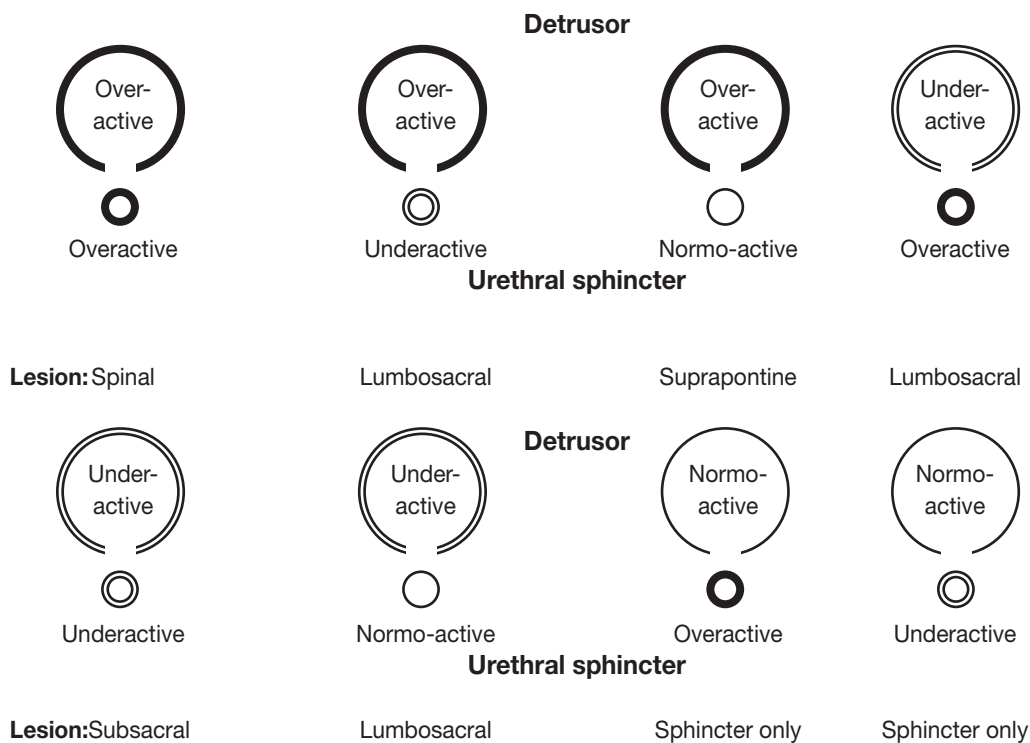 Detrusor
Over-
active
Over-
active
Over-
active
Under-
active
Overactive
Underactive
Normo-active
Overactive
Urethral sphincter
Lesion: Spinal
Lumbosacral
Suprapontine
Lumbosacral
Detrusor
Under-
active
Under-
active
Normo-
active
Normo-
active
Underactive
Normo-active
Overactive
Underactive
Urethral sphincter
Lesion:Subsacral
Lumbosacral
Sphincter only
Sphincter only